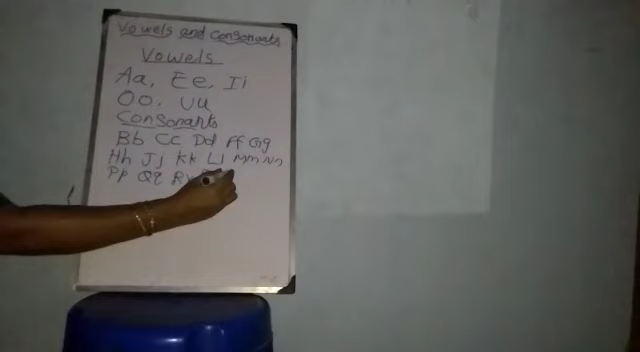 Vowels and Consonants
Vowels
Aa, Ee, Ii
Oo, Uu
Consonants
Bb Cc Dd Ff Gg
Hh Jj Kk Ll Mm Nn
Pp Qq Rr